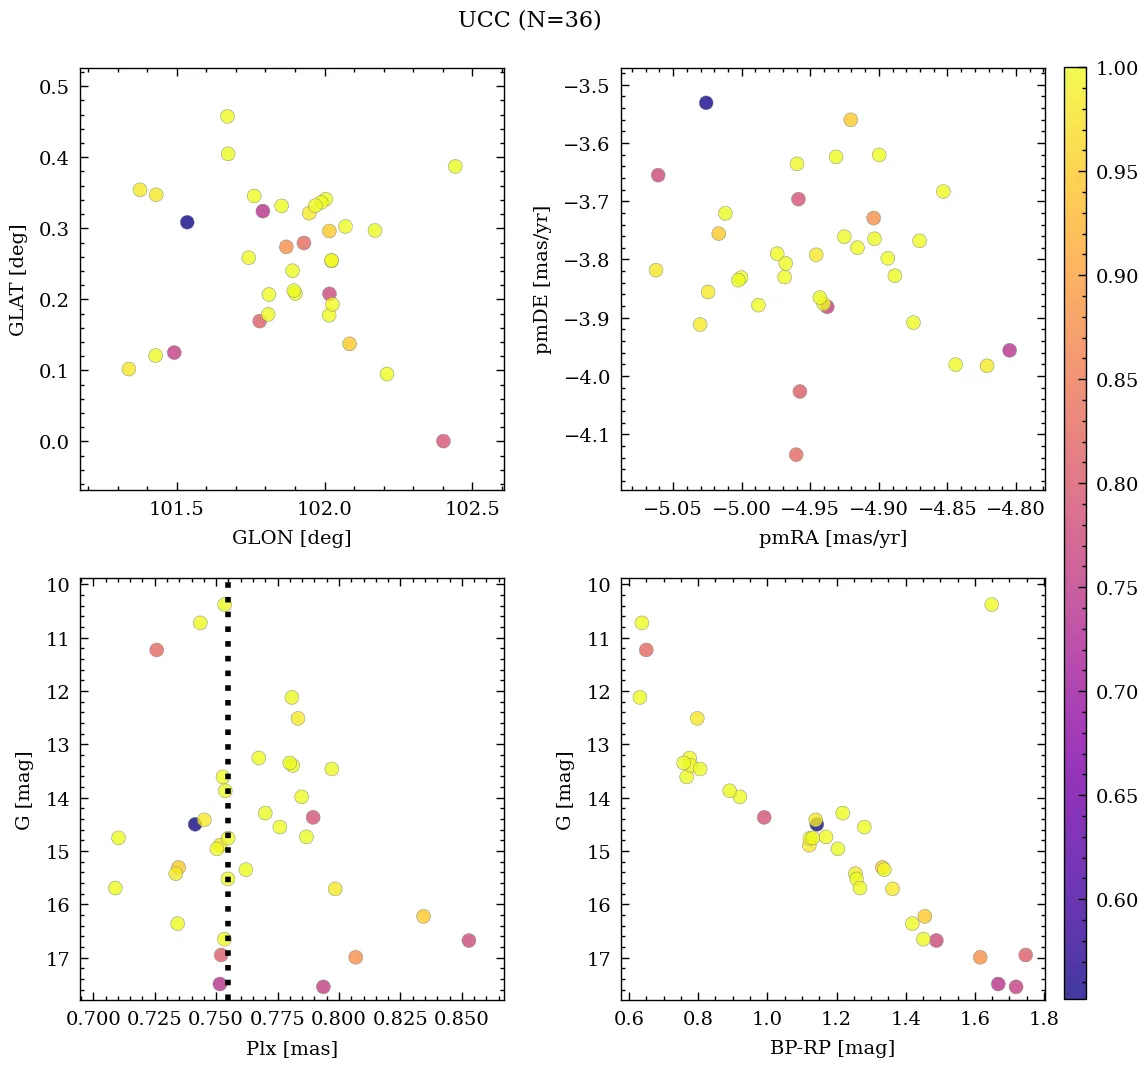 UCC (N=36)
0.5
0.4
0.3
0.2
0.1
0.0
GLAT [deg]
101.5 102.0 102.5
GLON [deg]
−3.5
−3.6
−3.7
−3.8
−3.9
−4.0
−4.1
pmDE [mas/yr]
−5.05 −5.00 −4.95 −4.90 −4.85 −4.80
pmRA [mas/yr]
10
11
12
13
14
15
16
17
G [mag]
0.700 0.725 0.750 0.775 0.800 0.825 0.850
Plx [mas]
10
11
12
13
14
15
16
17
G [mag]
0.6 0.8 1.0 1.2 1.4 1.6 1.8
BP-RP [mag]
1.00
0.95
0.90
0.85
0.80
0.75
0.70
0.65
0.60